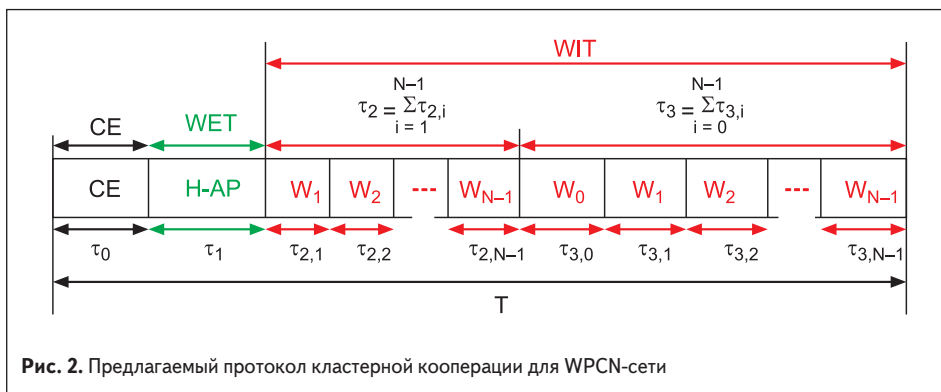 WIT
N–1
τ₂ = Στ₂,ᵢ
i = 1
N–1
τ₃ = Στ₃,ᵢ
i = 0
CE
WET
CE
H-AP
W₁
W₂
W_N–1
W₀
W₁
W₂
W_N–1
τ₀
τ₁
τ₂,₁
τ₂,₂
τ₂,N–1
τ₃,₀
τ₃,₁
τ₃,₂
τ₃,N–1
T
Рис. 2. Предлагаемый протокол кластерной кооперации для WPCN-сети